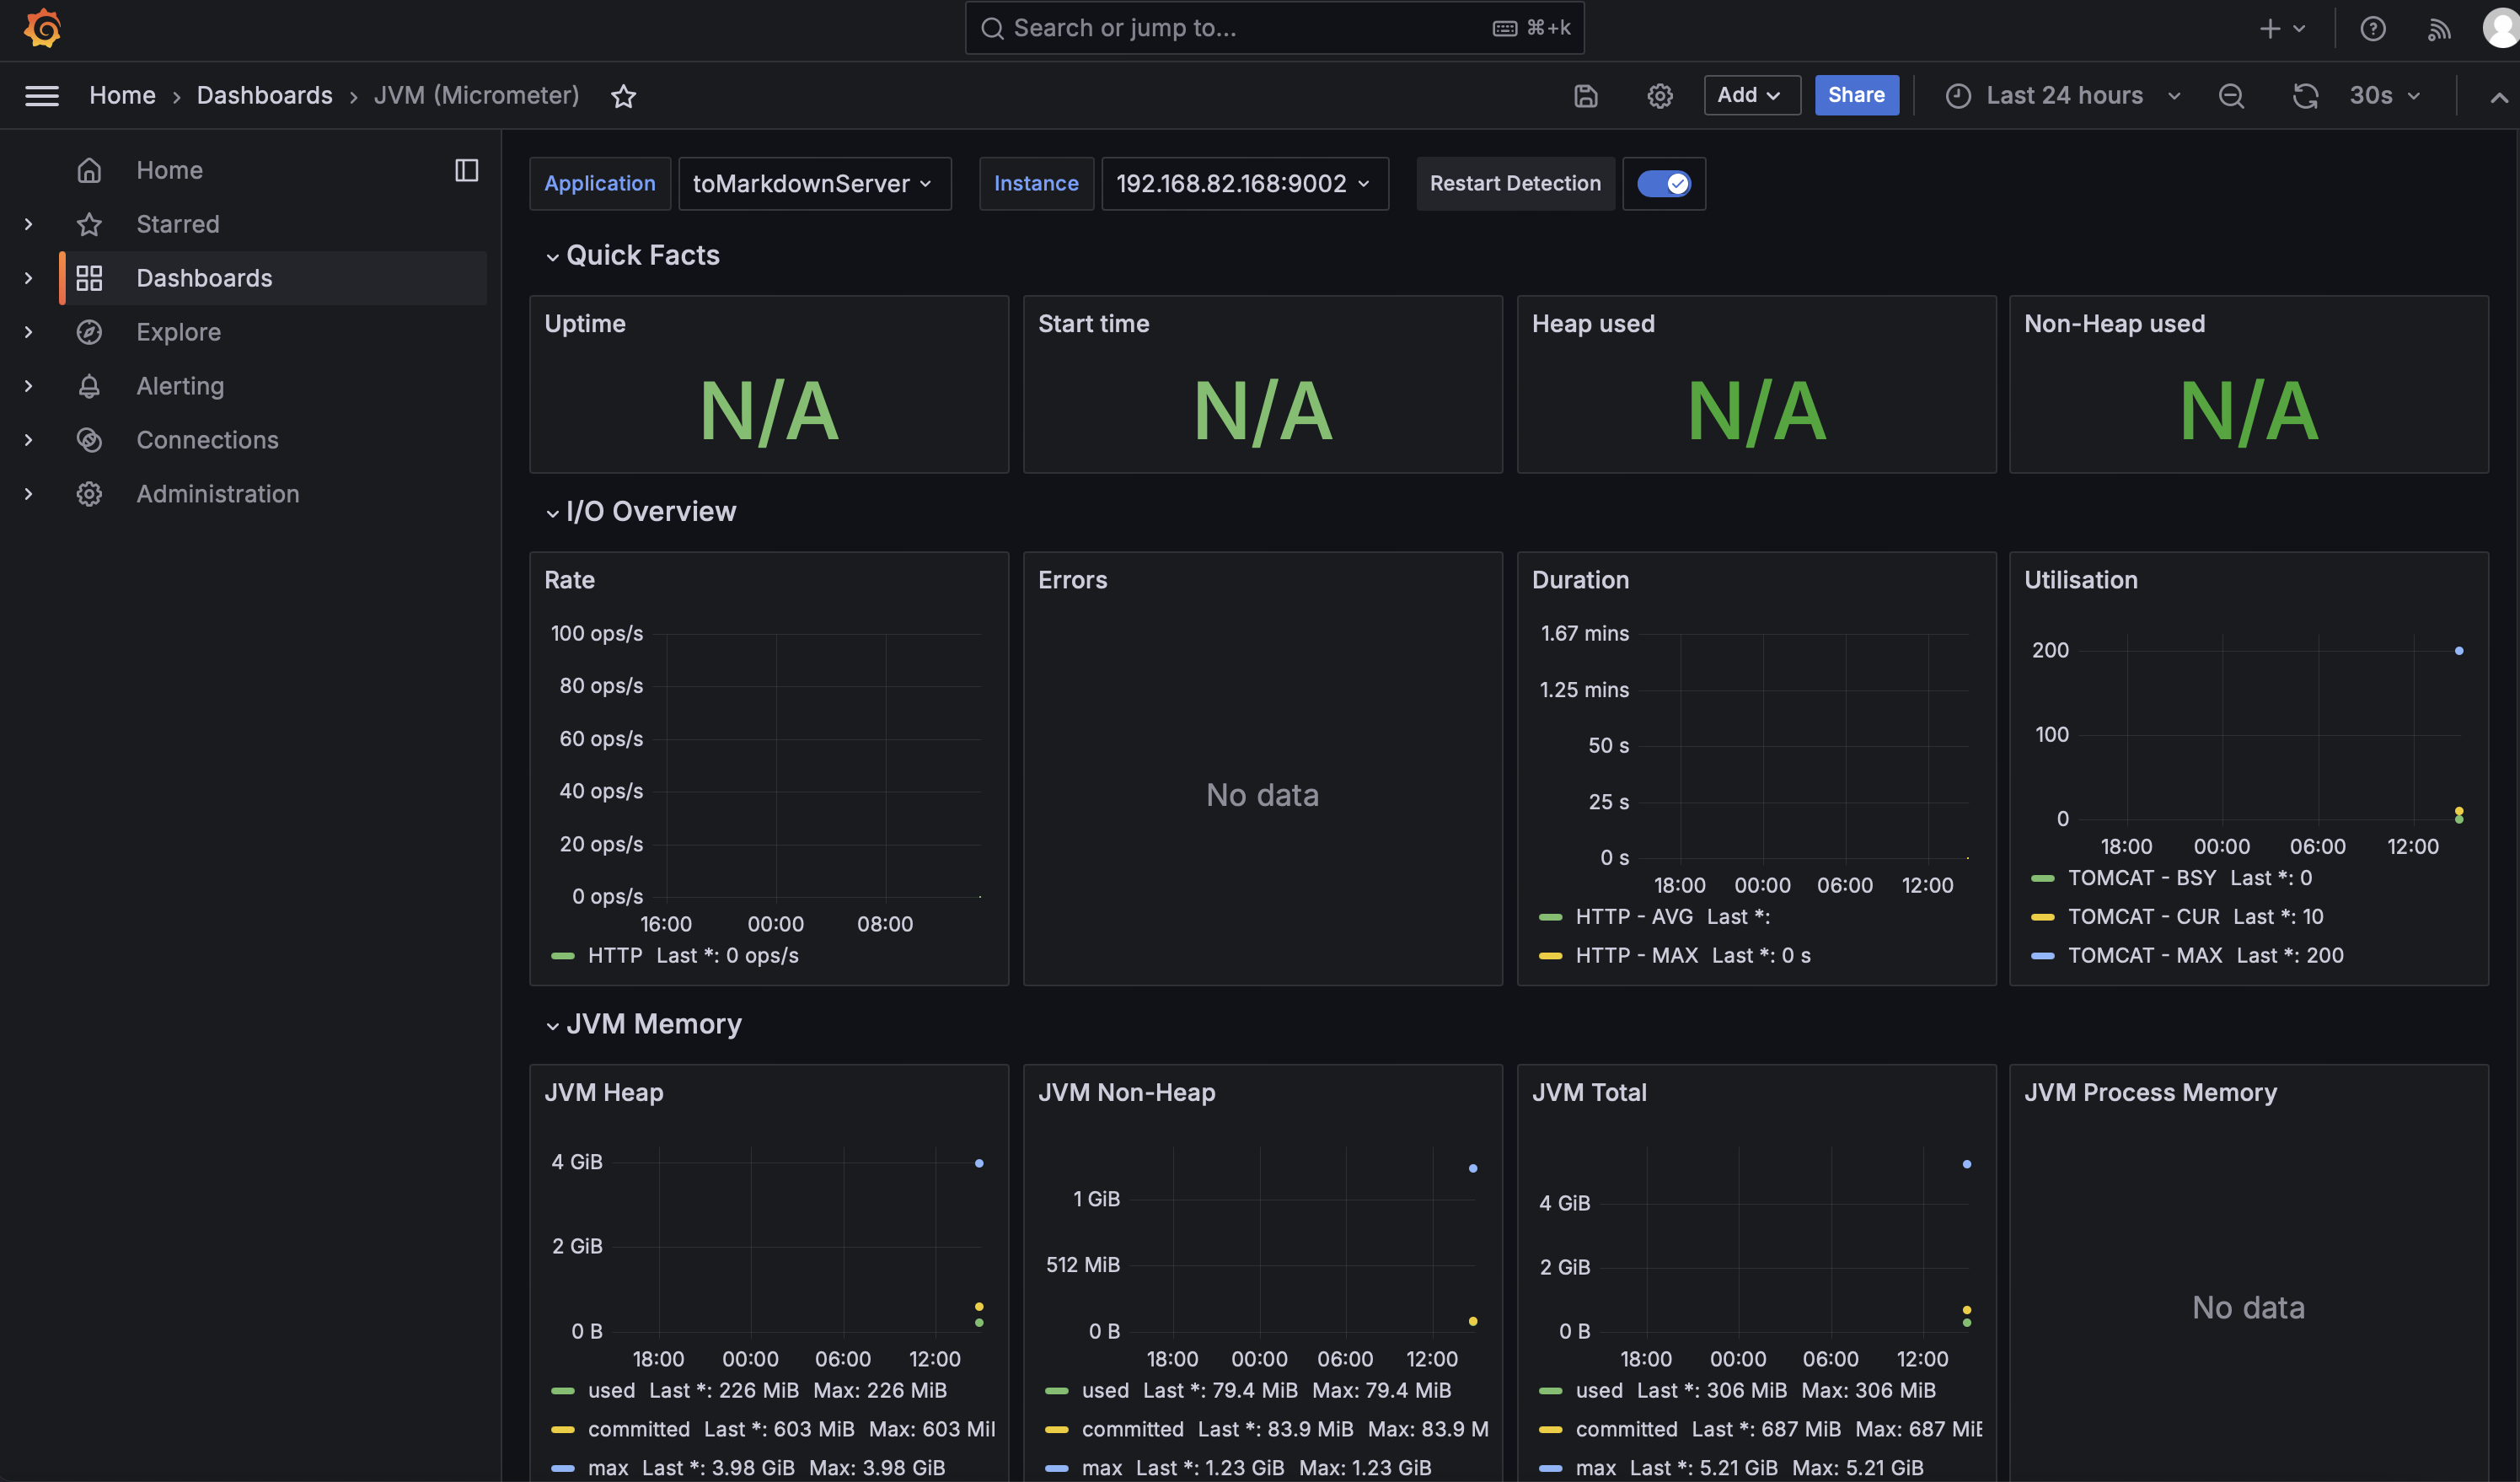 Search or jump to... ⌘+k
Home › Dashboards › JVM (Micrometer) Add Share Last 24 hours 30s
Home
Starred
Dashboards
Explore
Alerting
Connections
Administration
Application toMarkdownServer Instance 192.168.82.168:9002 Restart Detection
Quick Facts
Uptime
N/A
Start time
N/A
Heap used
N/A
Non-Heap used
N/A
I/O Overview
Rate
100 ops/s
80 ops/s
60 ops/s
40 ops/s
20 ops/s
0 ops/s
16:00 00:00 08:00
HTTP Last *: 0 ops/s
Errors
No data
Duration
1.67 mins
1.25 mins
50 s
25 s
0 s
18:00 00:00 06:00 12:00
HTTP - AVG Last *:
HTTP - MAX Last *: 0 s
Utilisation
200
100
0
18:00 00:00 06:00 12:00
TOMCAT - BSY Last *: 0
TOMCAT - CUR Last *: 10
TOMCAT - MAX Last *: 200
JVM Memory
JVM Heap
4 GiB
2 GiB
0 B
18:00 00:00 06:00 12:00
used Last *: 226 MiB Max: 226 MiB
committed Last *: 603 MiB Max: 603 MiI
max Last *: 3.98 GiB Max: 3.98 GiB
JVM Non-Heap
1 GiB
512 MiB
0 B
18:00 00:00 06:00 12:00
used Last *: 79.4 MiB Max: 79.4 MiB
committed Last *: 83.9 MiB Max: 83.9 M
max Last *: 1.23 GiB Max: 1.23 GiB
JVM Total
4 GiB
2 GiB
0 B
18:00 00:00 06:00 12:00
used Last *: 306 MiB Max: 306 MiB
committed Last *: 687 MiB Max: 687 MiE
max Last *: 5.21 GiB Max: 5.21 GiB
JVM Process Memory
No data